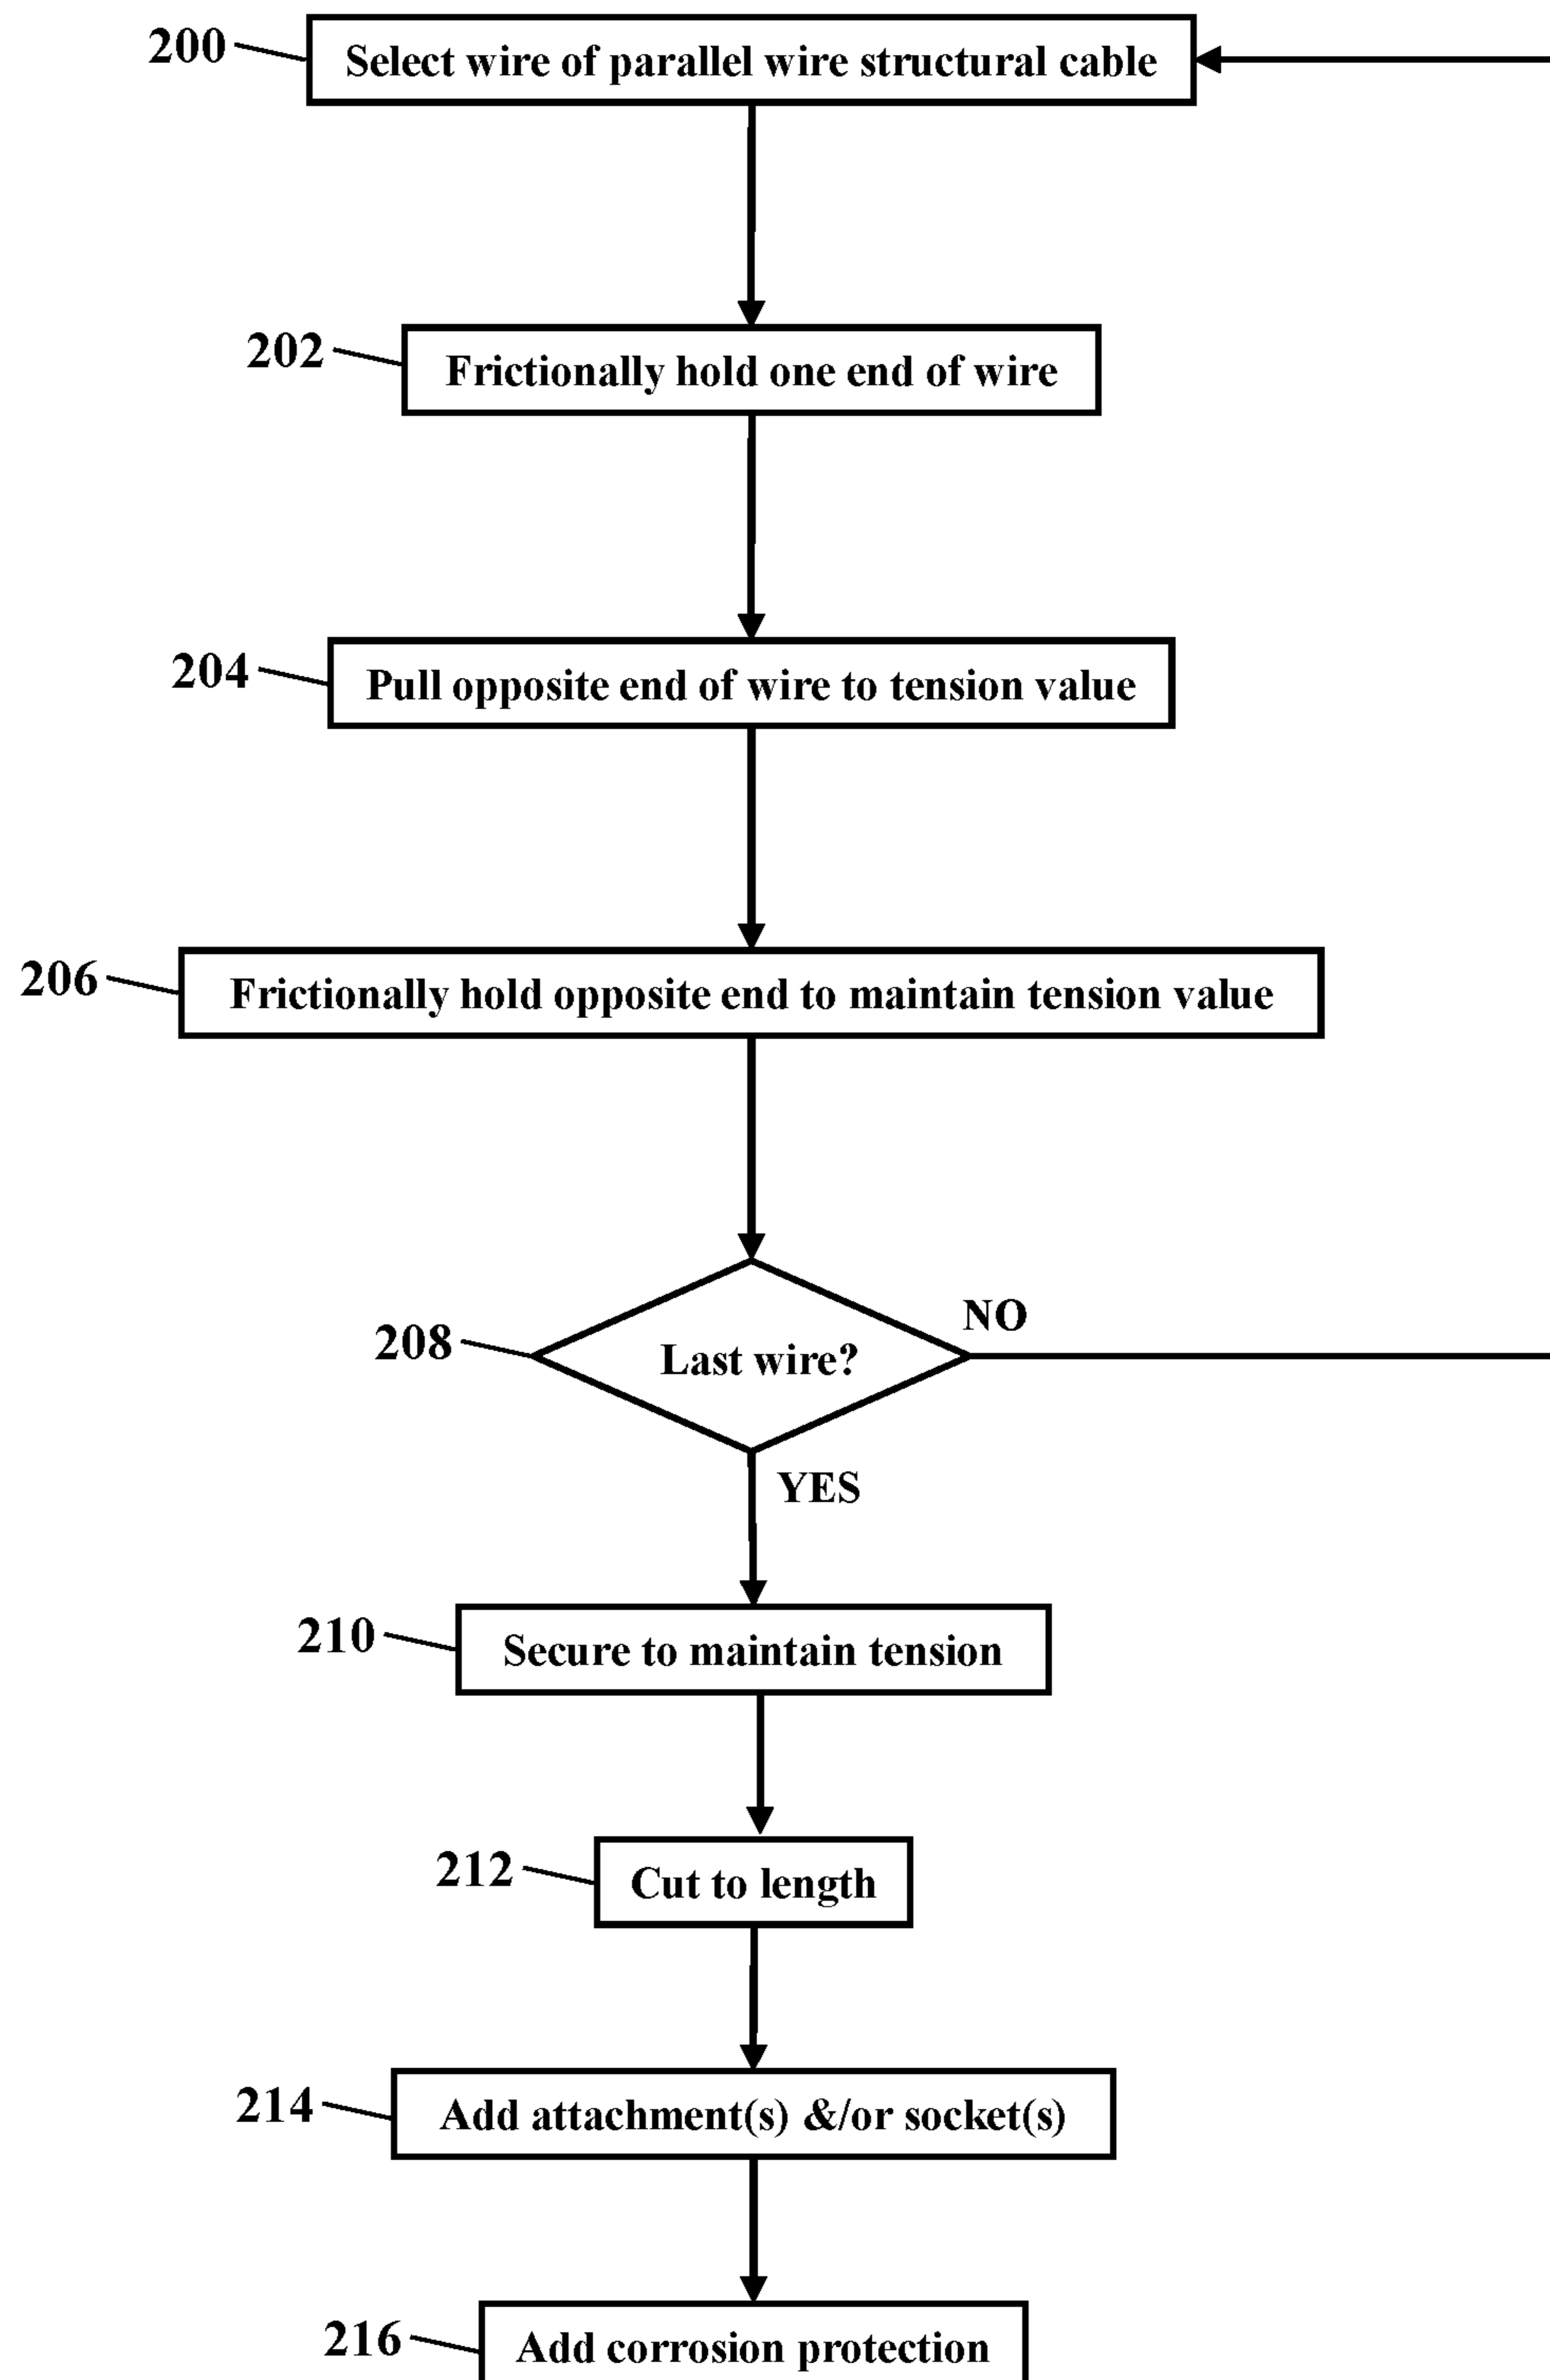 200 Select wire of parallel wire structural cable
202 Frictionally hold one end of wire
204 Pull opposite end of wire to tension value
206 Frictionally hold opposite end to maintain tension value
NO
208 Last wire?
YES
210 Secure to maintain tension
212 Cut to length
214 Add attachment(s) &/or socket(s)
216 Add corrosion protection